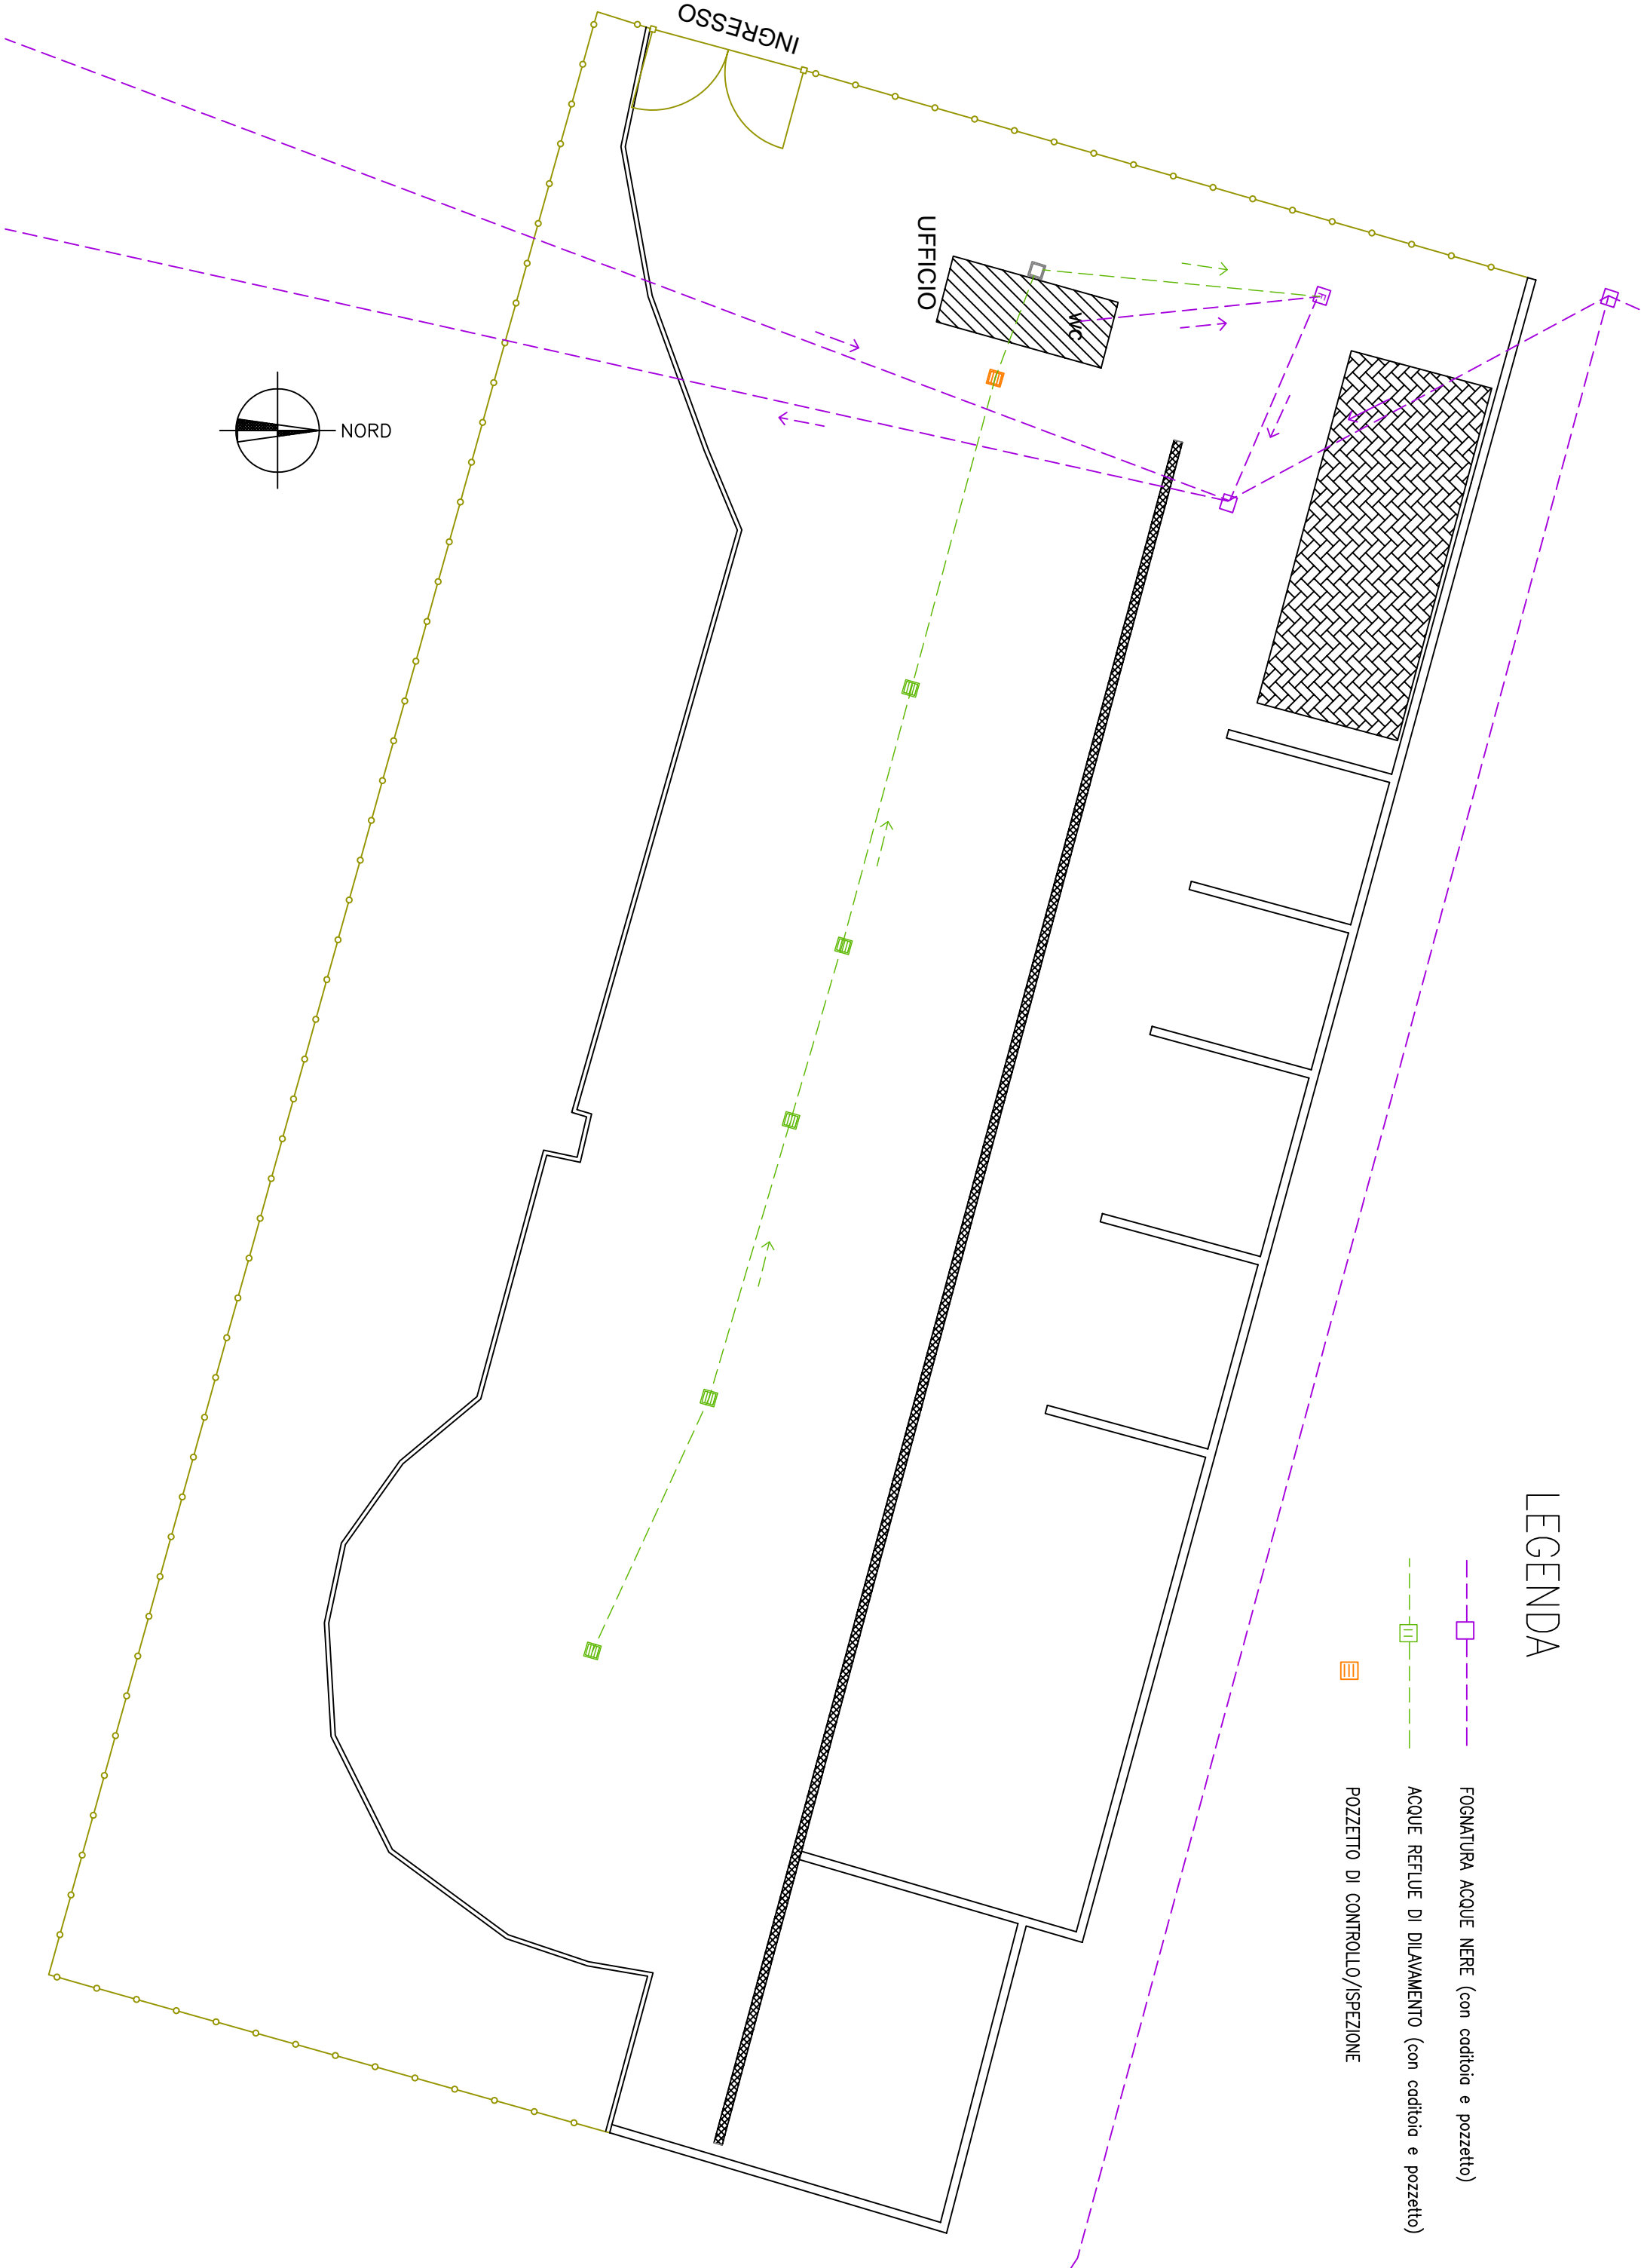 INGRESSO
UFFICIO
WC
F
NORD
LEGENDA
FOGNATURA ACQUE NERE (con caditoia e pozzetto)
ACQUE REFLUE DI DILAVAMENTO (con caditoia e pozzetto)
POZZETTO DI CONTROLLO/ISPEZIONE